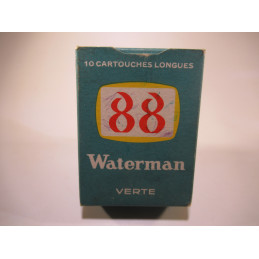 10 CARTOUCHES LONGUES
88
Waterman
VERTE